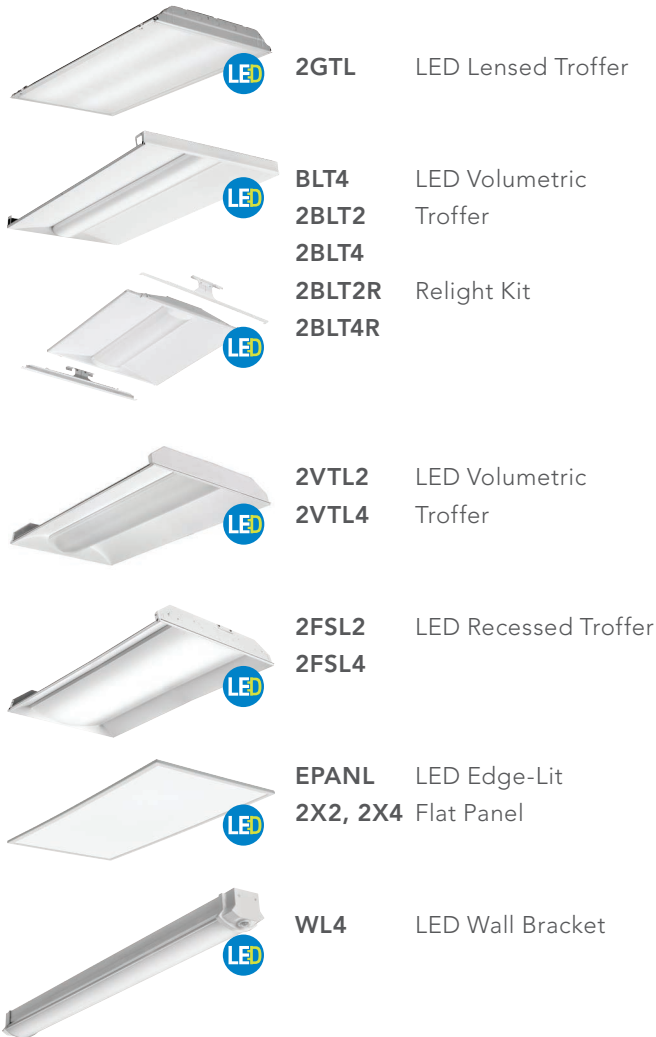 LED
2GTL LED Lensed Troffer
LED
BLT4 LED Volumetric
2BLT2 Troffer
2BLT4
2BLT2R Relight Kit
2BLT4R
LED
2VTL2 LED Volumetric
2VTL4 Troffer
LED
2FSL2 LED Recessed Troffer
2FSL4
LED
EPANL LED Edge-Lit
2X2, 2X4 Flat Panel
LED
WL4 LED Wall Bracket
LED